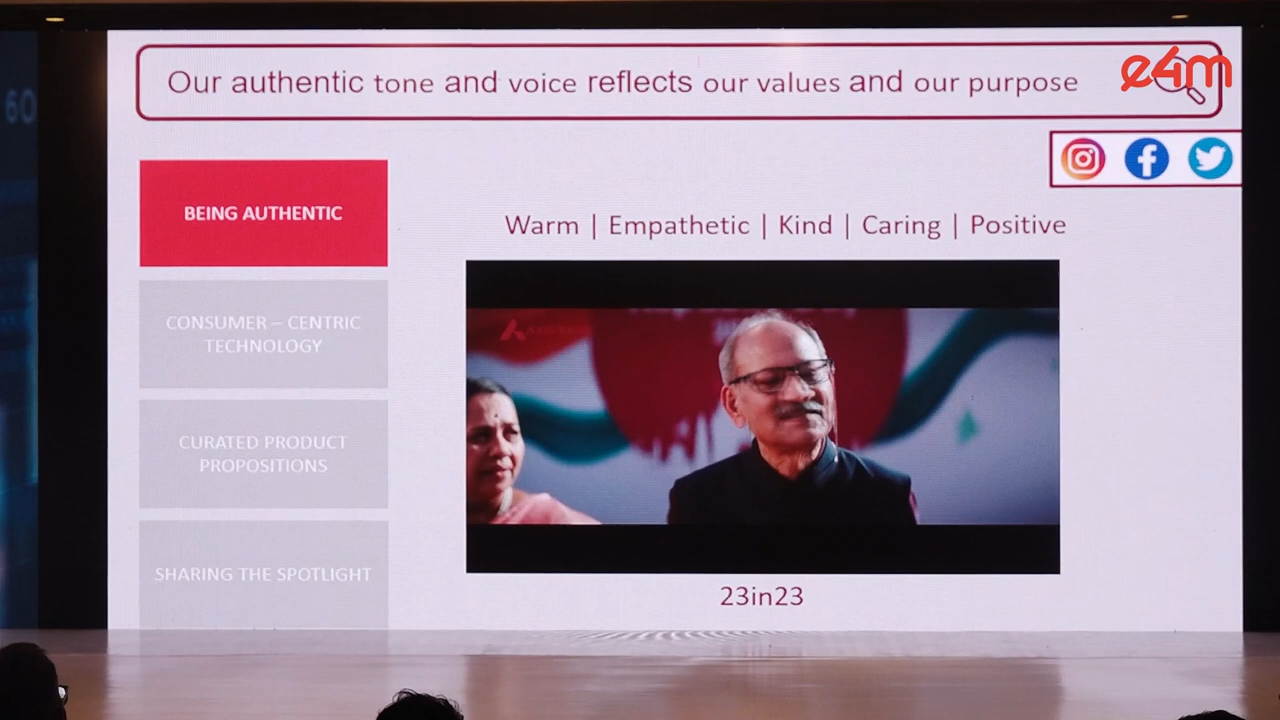 60
Our authentic tone and voice reflects our values and our purpose
e4m
BEING AUTHENTIC
Warm | Empathetic | Kind | Caring | Positive
CONSUMER – CENTRIC
TECHNOLOGY
CURATED PRODUCT
PROPOSITIONS
SHARING THE SPOTLIGHT
23in23